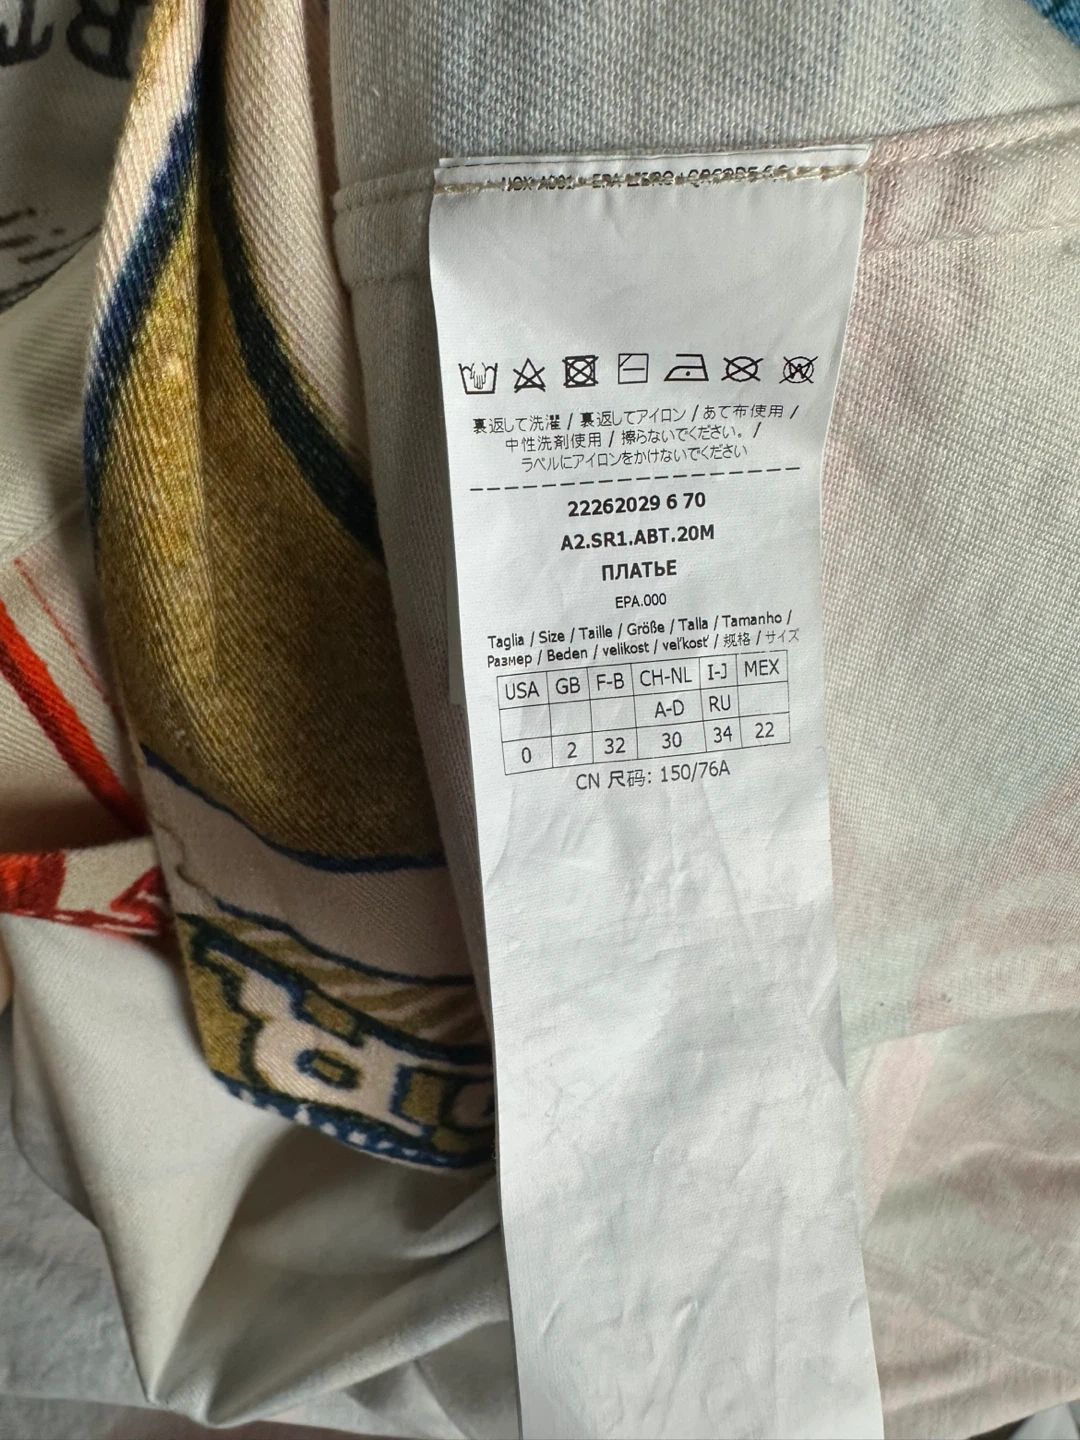 裏返して洗濯 / 裏返してアイロン / あて布使用 /
中性洗剤使用 / 擦らないでください。 /
ラベルにアイロンをかけないでください
22262029 6 70
A2.SR1.ABT.20M
ПЛАТЬЕ
EPA.000
Taglia / Size / Taille / Größe / Talla / Tamanho /
Размер / Beden / velikost / veľkosť / 规格 / サイズ
USA GB F-B CH-NL I-J MEX
A-D RU
0 2 32 30 34 22
CN 尺码: 150/76A